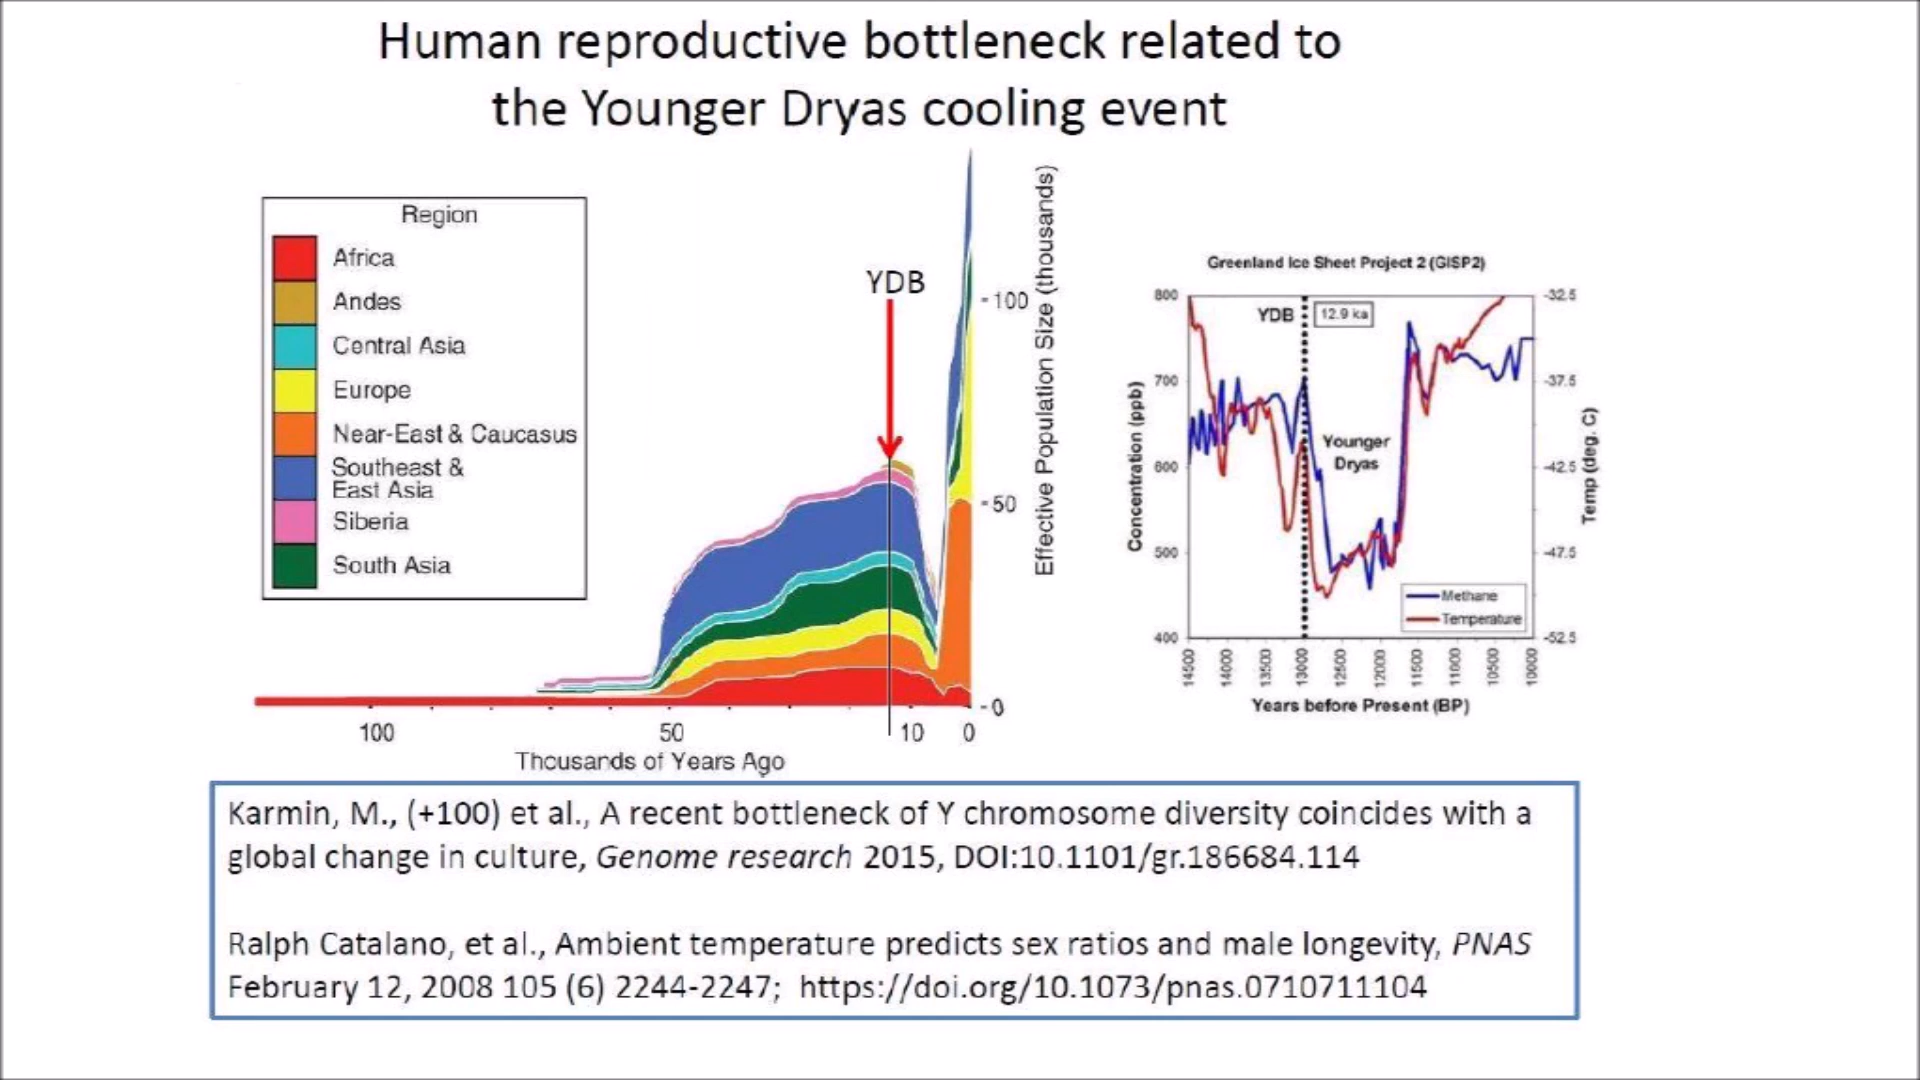 Human reproductive bottleneck related to
the Younger Dryas cooling event
Region
Africa
Andes
Central Asia
Europe
Near-East & Caucasus
Southeast &
East Asia
Siberia
South Asia
YDB
100
50
0
Effective Population Size (thousands)
100
50
10
0
Thousands of Years Ago
Greenland Ice Sheet Project 2 (GISP2)
800
700
600
500
400
Concentration (ppb)
YDB
12.9 ka
Younger
Dryas
Methane
Temperature
-32.5
-37.5
-42.5
-47.5
-52.5
Temp (deg. C)
14500
14000
13500
13000
12500
12000
11500
11000
10500
10000
Years before Present (BP)
Karmin, M., (+100) et al., A recent bottleneck of Y chromosome diversity coincides with a
global change in culture, Genome research 2015, DOI:10.1101/gr.186684.114
Ralph Catalano, et al., Ambient temperature predicts sex ratios and male longevity, PNAS
February 12, 2008 105 (6) 2244-2247; https://doi.org/10.1073/pnas.0710711104